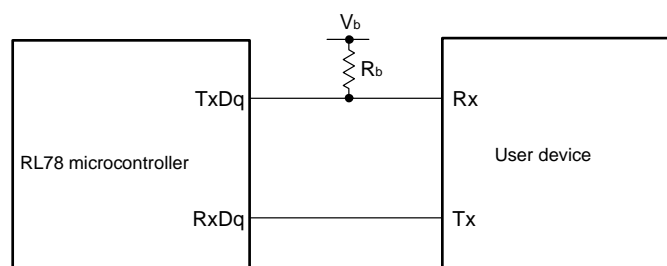 Vb
Rb
TxDq
Rx
RL78 microcontroller
User device
RxDq
Tx